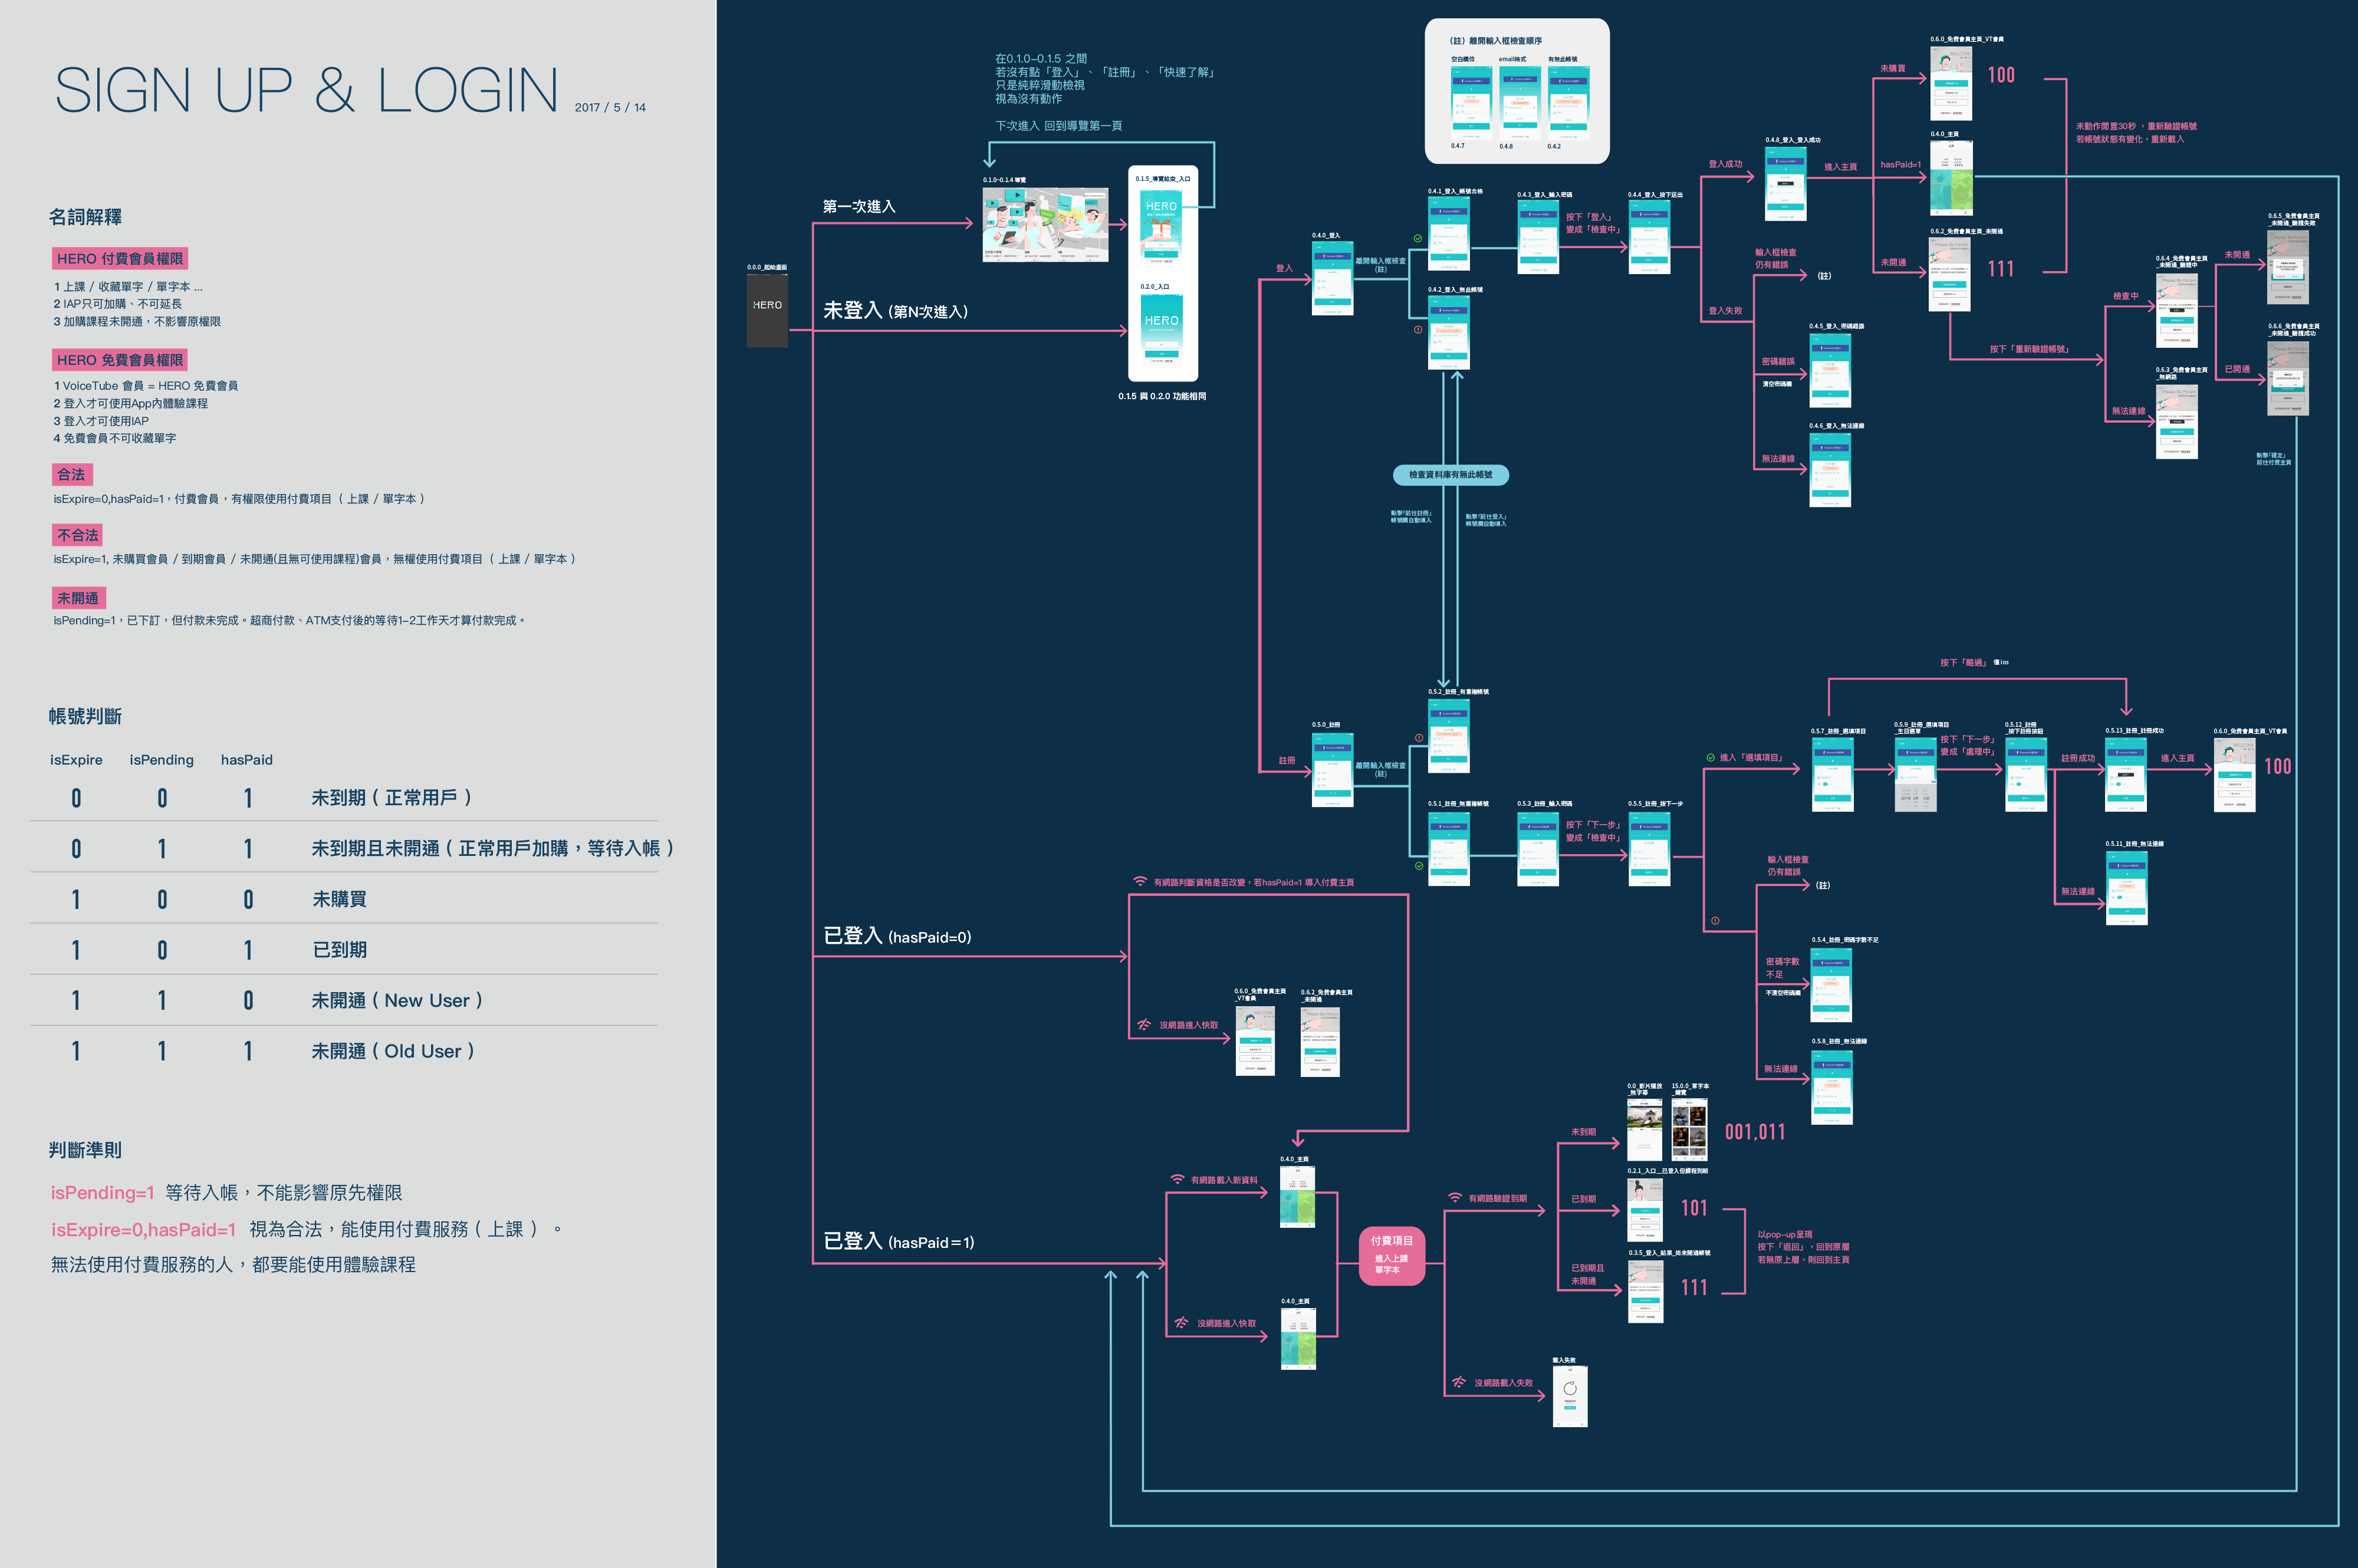 SIGN UP & LOGIN 2017 / 5 / 14
名詞解釋
HERO 付費會員權限
1 上課 / 收藏單字 / 單字本 ...
2 IAP只可加購、不可延長
3 加購課程未開通，不影響原權限
HERO 免費會員權限
1 VoiceTube 會員 = HERO 免費會員
2 登入才可使用App內體驗課程
3 登入才可使用IAP
4 免費會員不可收藏單字
合法
isExpire=0,hasPaid=1，付費會員，有權限使用付費項目（ 上課 / 單字本 ）
不合法
isExpire=1, 未購買會員 / 到期會員 / 未開通(且無可使用課程)會員，無權使用付費項目 （ 上課 / 單字本 ）
未開通
isPending=1，已下訂，但付款未完成。超商付款、ATM支付後的等待1-2工作天才算付款完成。
帳號判斷
isExpire isPending hasPaid
0 0 1 未到期 ( 正常用戶 )
0 1 1 未到期且未開通 ( 正常用戶加購，等待入帳 )
1 0 0 未購買
1 0 1 已到期
1 1 0 未開通 ( New User )
1 1 1 未開通 ( Old User )
判斷準則
isPending=1 等待入帳，不能影響原先權限
isExpire=0,hasPaid=1 視為合法，能使用付費服務 ( 上課 ) 。
無法使用付費服務的人，都要能使用體驗課程
在0.1.0-0.1.5 之間
若沒有點「登入」、「註冊」、「快速了解」
只是純粹滑動檢視
視為沒有動作
下次進入 回到導覽第一頁
0.0.0_起始畫面
HERO
第一次進入
0.1.0-0.1.4 導覽
0.1.5_導覽結束_入口
HERO
未登入 (第N次進入)
0.2.0_入口
HERO
0.1.5 與 0.2.0 功能相同
(註) 離開輸入框檢查順序
空白欄位 email格式 有無此帳號
0.4.7 0.4.8 0.4.2
登入
0.4.0_登入
離開輸入框檢查
(註)
0.4.1_登入_帳號合格
0.4.2_登入_無此帳號
0.4.3_登入_輸入密碼
按下「登入」
變成「檢查中」
0.4.4_登入_按下送出
登入成功
0.4.8_登入_登入成功
進入主頁
未購買
0.6.0_免費會員主頁_VT會員
100
hasPaid=1
0.4.0_主頁
未開通
0.6.2_免費會員主頁_未開通
111
未動作閒置30秒，重新驗證帳號
若帳號狀態有變化，重新載入
登入失敗
輸入框檢查
仍有錯誤
(註)
密碼錯誤
清空密碼欄
0.4.5_登入_密碼錯誤
無法連線
0.4.6_登入_無法連線
按下「重新驗證帳號」
檢查中
0.6.4_免費會員主頁
_未開通_驗證中
無法連線
0.6.3_免費會員主頁
_無網路
未開通
0.6.5_免費會員主頁
_未開通_驗證失敗
已開通
0.6.6_免費會員主頁
_未開通_驗證成功
點擊「確定」
前往付費主頁
檢查資料庫有無此帳號
點擊「前往註冊」
帳號欄自動填入
點擊「前往登入」
帳號欄自動填入
註冊
0.5.0_註冊
離開輸入框檢查
(註)
0.5.2_註冊_有重複帳號
0.5.1_註冊_無重複帳號
0.5.3_註冊_輸入密碼
按下「下一步」
變成「檢查中」
0.5.5_註冊_按下一步
進入「選填項目」
按下「略過」 僅 ios
0.5.7_註冊_選填項目
0.5.9_註冊_選填項目
_生日選單
按下「下一步」
變成「處理中」
0.5.12_註冊
_按下註冊按鈕
註冊成功
0.5.13_註冊_註冊成功
進入主頁
0.6.0_免費會員主頁_VT會員
100
無法連線
0.5.11_註冊_無法連線
輸入框檢查
仍有錯誤
(註)
密碼字數
不足
不清空密碼欄
0.5.4_註冊_密碼字數不足
無法連線
0.5.8_註冊_無法連線
已登入 (hasPaid=0)
有網路判斷資格是否改變，若hasPaid=1 導入付費主頁
沒網路進入快取
0.6.0_免費會員主頁
_VT會員
0.6.2_免費會員主頁
_未開通
已登入 (hasPaid=1)
有網路載入新資料
0.4.0_主頁
沒網路進入快取
0.4.0_主頁
付費項目
進入上課
單字本
有網路驗證到期
未到期
0.0_影片播放
_無字幕
15.0.0_單字本
_總覽
001,011
已到期
0.2.1_入口__已登入但課程到期
101
已到期且
未開通
0.3.5_登入_結果_尚未開通帳號
111
以pop-up呈現
按下「返回」，回到原層
若無原上層，則回到主頁
沒網路載入失敗
載入失敗